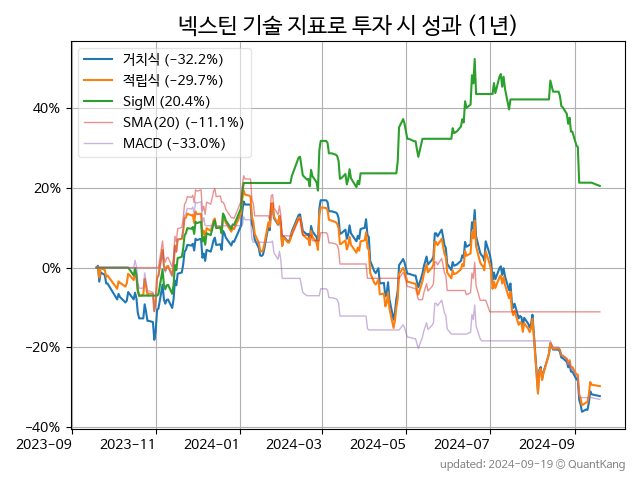 넥스틴 기술 지표로 투자 시 성과 (1년)
거치식 (−32.2%)
적립식 (−29.7%)
SigM (20.4%)
SMA(20) (−11.1%)
MACD (−33.0%)
40%
20%
0%
−20%
−40%
2023-09 2023-11 2024-01 2024-03 2024-05 2024-07 2024-09
updated: 2024-09-19 © QuantKang